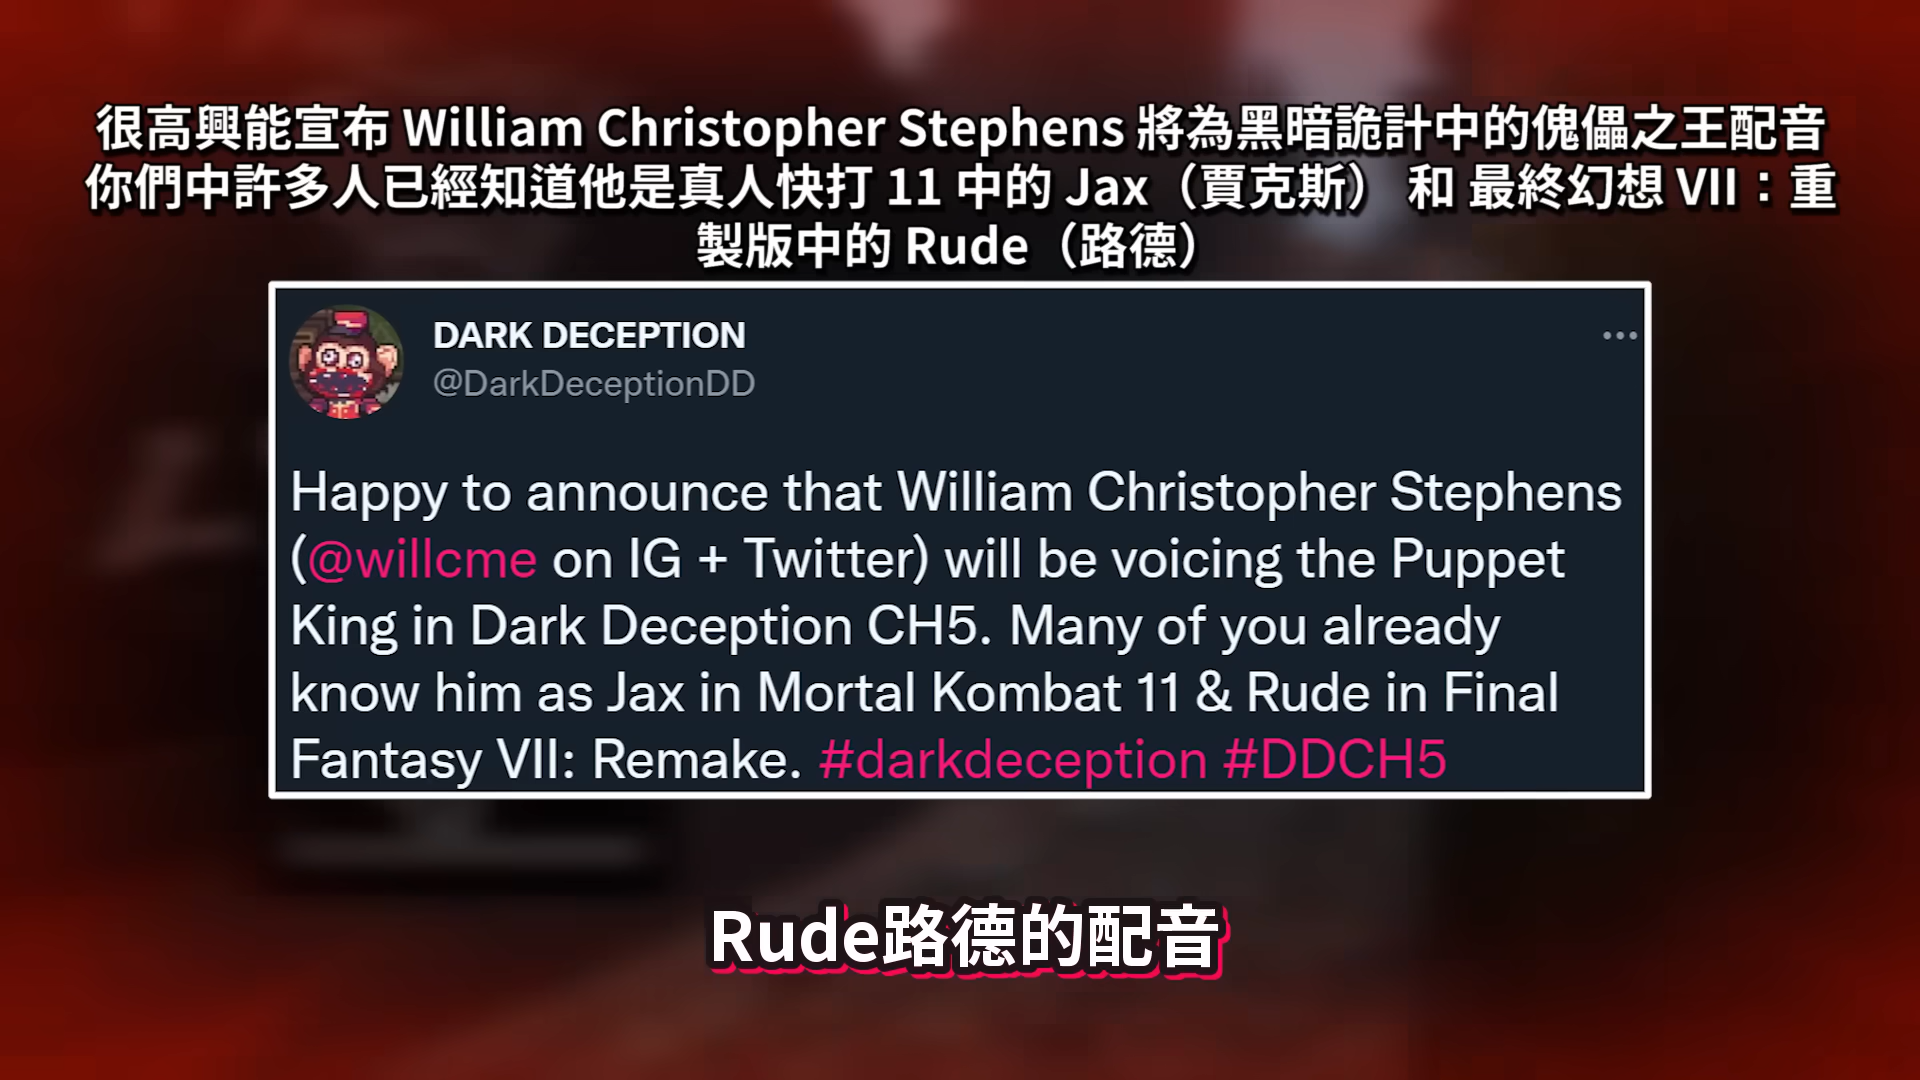 很高興能宣布 William Christopher Stephens 將為黑暗詭計中的傀儡之王配音
你們中許多人已經知道他是真人快打 11 中的 Jax（賈克斯） 和 最終幻想 VII：重
製版中的 Rude（路德）
DARK DECEPTION
@DarkDeceptionDD
Happy to announce that William Christopher Stephens
(@willcme on IG + Twitter) will be voicing the Puppet
King in Dark Deception CH5. Many of you already
know him as Jax in Mortal Kombat 11 & Rude in Final
Fantasy VII: Remake. #darkdeception #DDCH5
Rude路德的配音